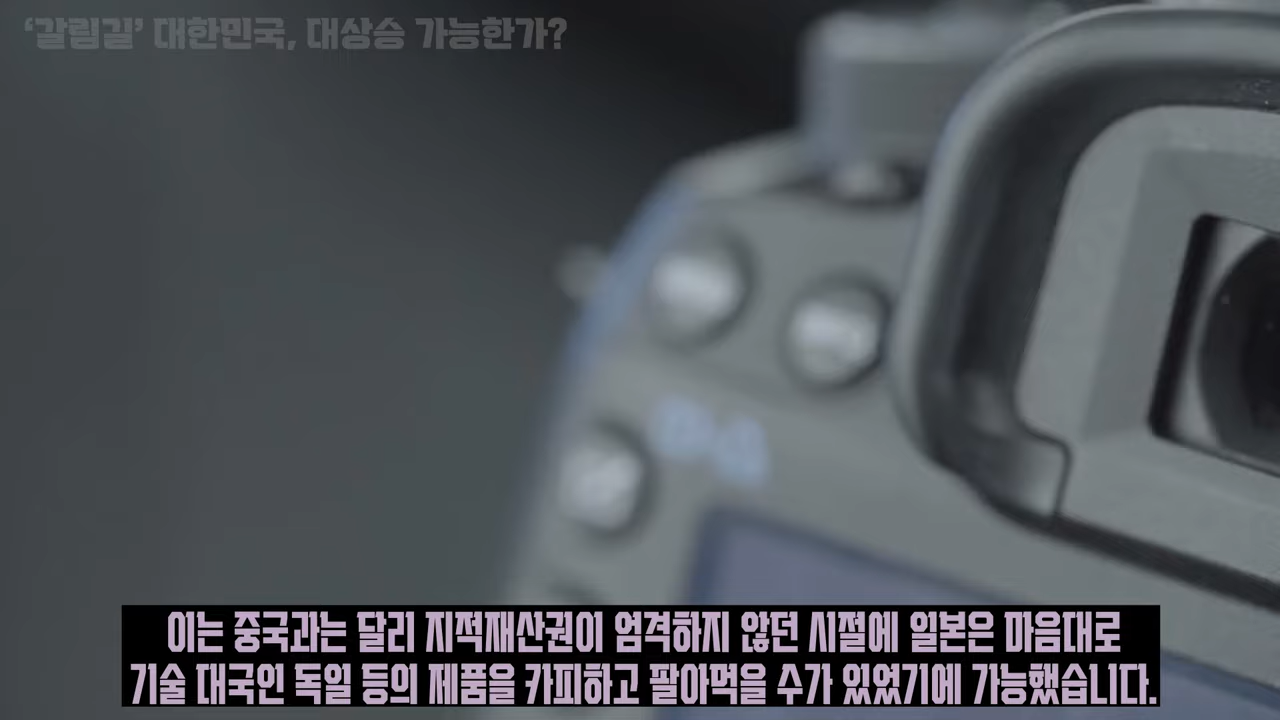 '갈림길' 대한민국, 대상승 가능한가?
이는 중국과는 달리 지적재산권이 엄격하지 않던 시절에 일본은 마음대로
기술 대국인 독일 등의 제품을 카피하고 팔아먹을 수가 있었기에 가능했습니다.